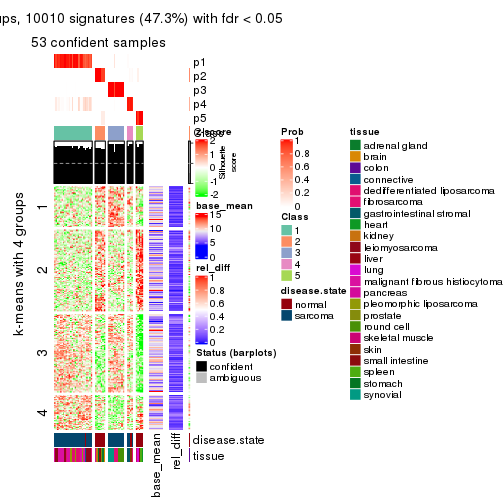 ups, 10010 signatures (47.3%) with fdr < 0.05
53 confident samples
p1
p2
p3
p4
p5
Class
z-score
2
1
0
-1
-2
Silhouette
score
base_mean
15
10
5
0
rel_diff
1
0.8
0.6
0.4
0.2
0
Status (barplots)
confident
ambiguous
Prob
1
0.8
0.6
0.4
0.2
0
Class
1
2
3
4
5
disease.state
normal
sarcoma
tissue
adrenal gland
brain
colon
connective
dedifferentiated liposarcoma
fibrosarcoma
gastrointestinal stromal
heart
kidney
leiomyosarcoma
liver
lung
malignant fibrous histiocytoma
pancreas
pleomorphic liposarcoma
prostate
round cell
skeletal muscle
skin
small intestine
spleen
stomach
synovial
k-means with 4 groups
1
2
3
4
disease.state
tissue
base_mean
rel_diff